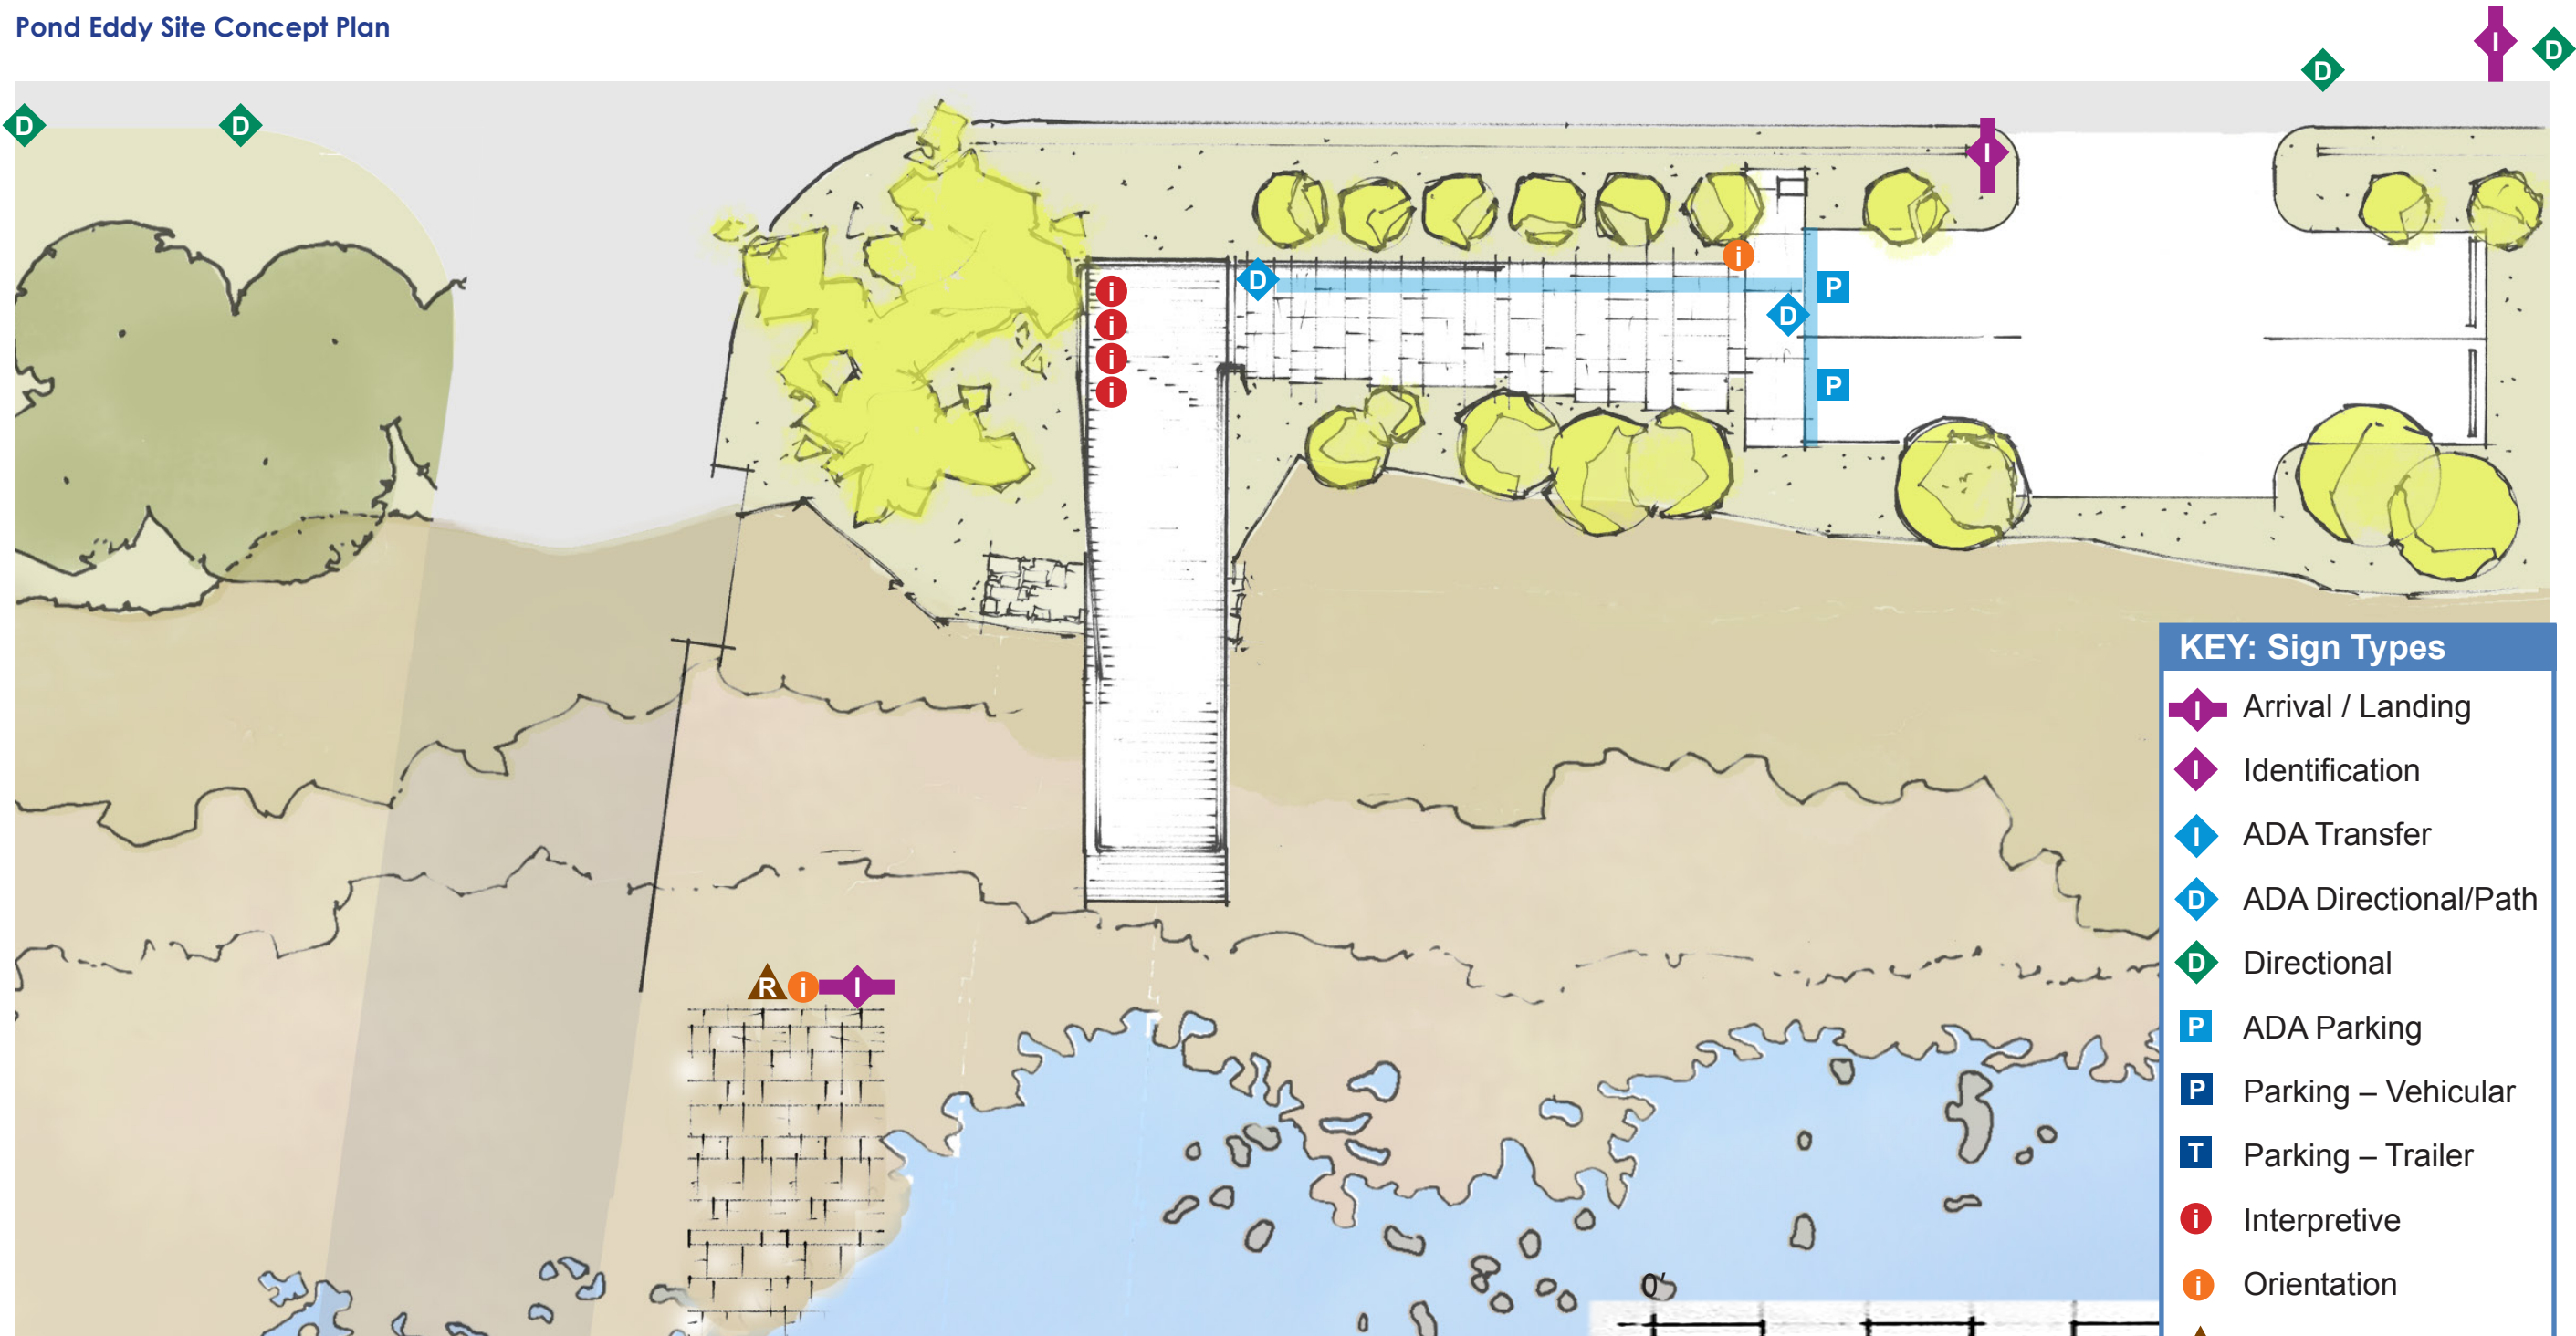 Pond Eddy Site Concept Plan
I
D
D
D
D
I
i
D
i
i
i
i
D
P
P
R i I
KEY: Sign Types
I Arrival / Landing
I Identification
I ADA Transfer
D ADA Directional/Path
D Directional
P ADA Parking
P Parking – Vehicular
T Parking – Trailer
i Interpretive
i Orientation
0'